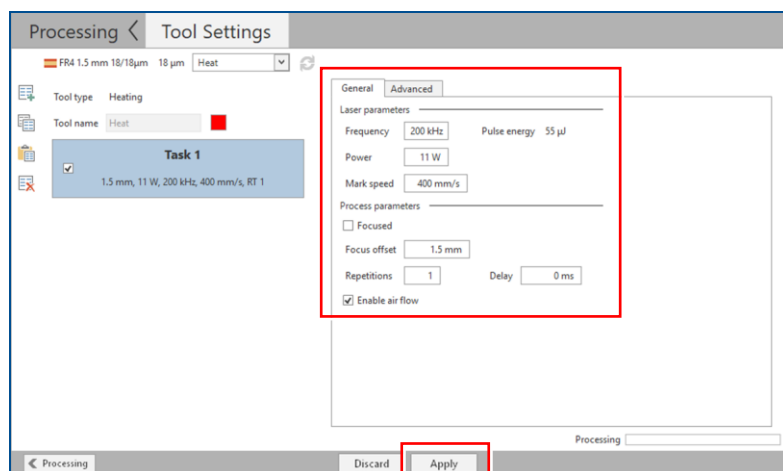 Processing
Tool Settings
FR4 1.5 mm 18/18µm 18 µm Heat
Tool type Heating
Tool name Heat
Task 1
1.5 mm, 11 W, 200 kHz, 400 mm/s, RT 1
General Advanced
Laser parameters
Frequency 200 kHz Pulse energy 55 µJ
Power 11 W
Mark speed 400 mm/s
Process parameters
Focused
Focus offset 1.5 mm
Repetitions 1 Delay 0 ms
Enable air flow
Processing
Processing Discard Apply